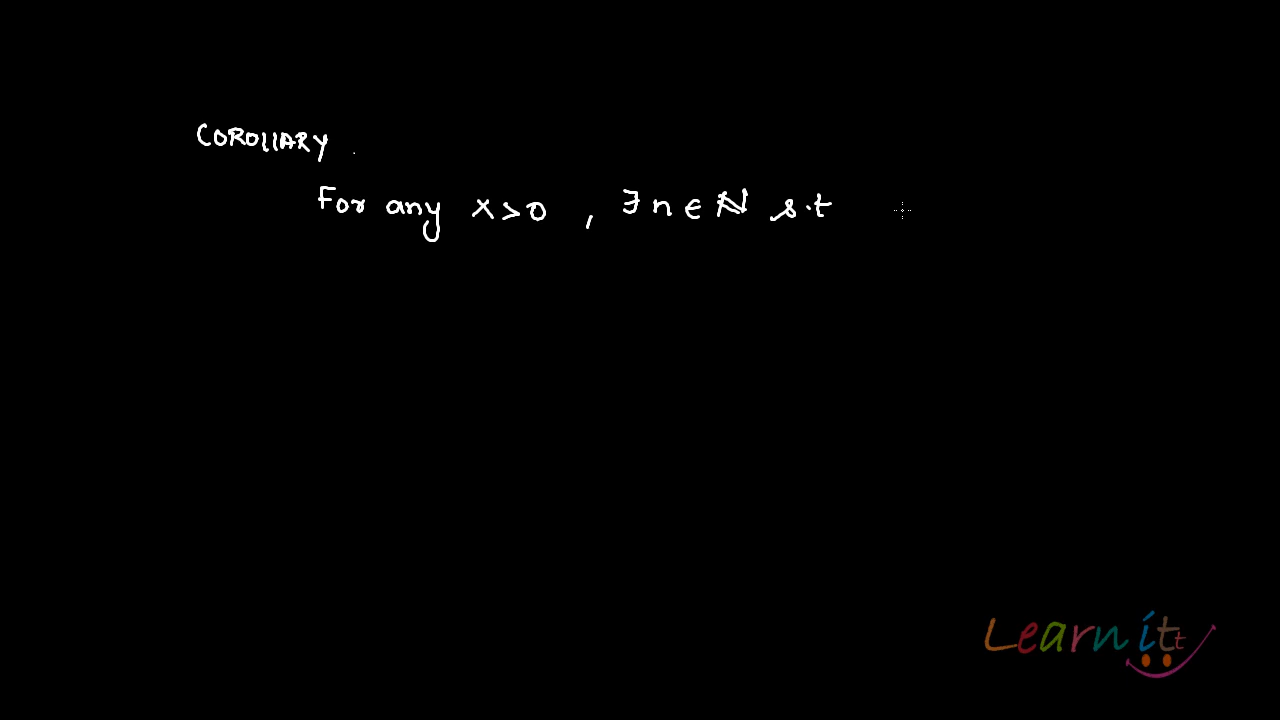 COROLLARY.
For any x>0, ∃ n ∈ ℕ s.t
Learnitt